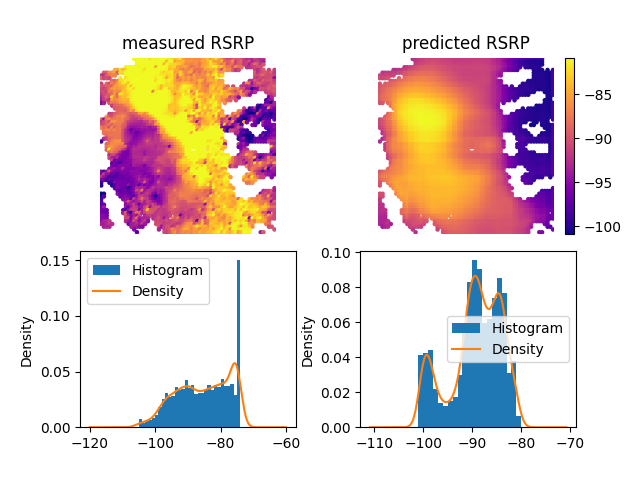 measured RSRP
predicted RSRP
−85
−90
−95
−100
0.15
0.10
0.05
0.00
Density
Histogram
Density
−120
−100
−80
−60
0.10
0.08
0.06
0.04
0.02
0.00
Density
Histogram
Density
−110
−100
−90
−80
−70